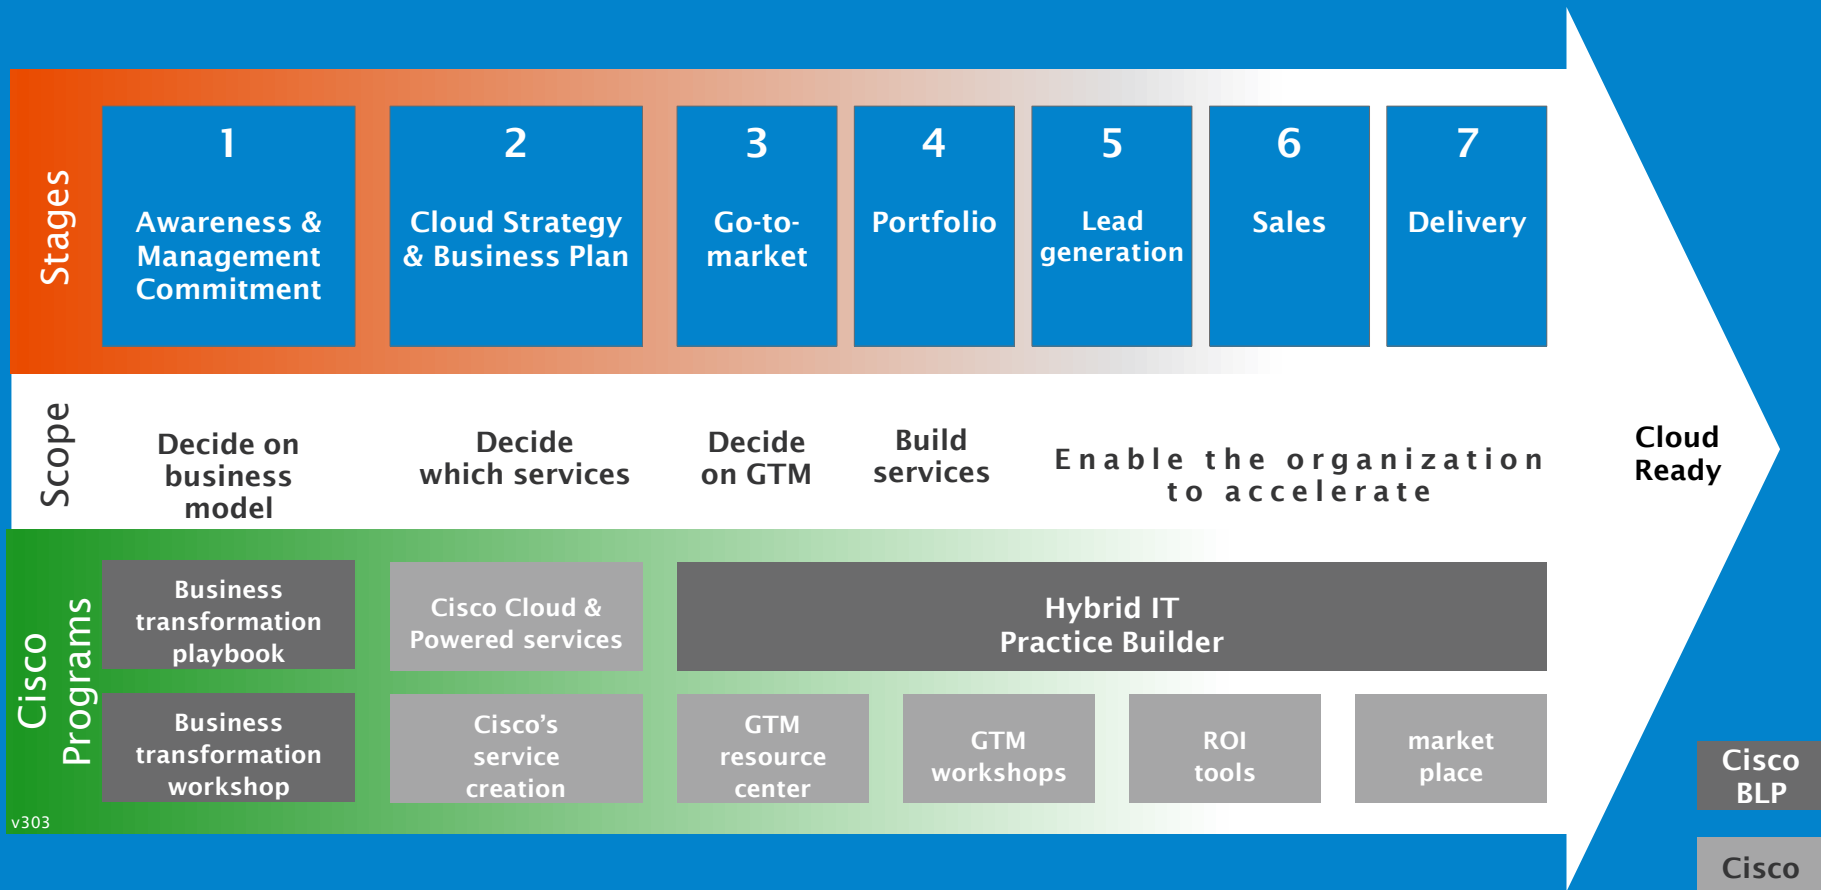 Stages
1
Awareness &
Management
Commitment
2
Cloud Strategy
& Business Plan
3
Go-to-
market
4
Portfolio
5
Lead
generation
6
Sales
7
Delivery
Scope
Decide on
business
model
Decide
which services
Decide
on GTM
Build
services
Enable the organization
to accelerate
Cloud
Ready
Cisco
Programs
Business
transformation
playbook
Cisco Cloud &
Powered services
Hybrid IT
Practice Builder
Business
transformation
workshop
Cisco’s
service
creation
GTM
resource
center
GTM
workshops
ROI
tools
market
place
Cisco
BLP
Cisco
v303